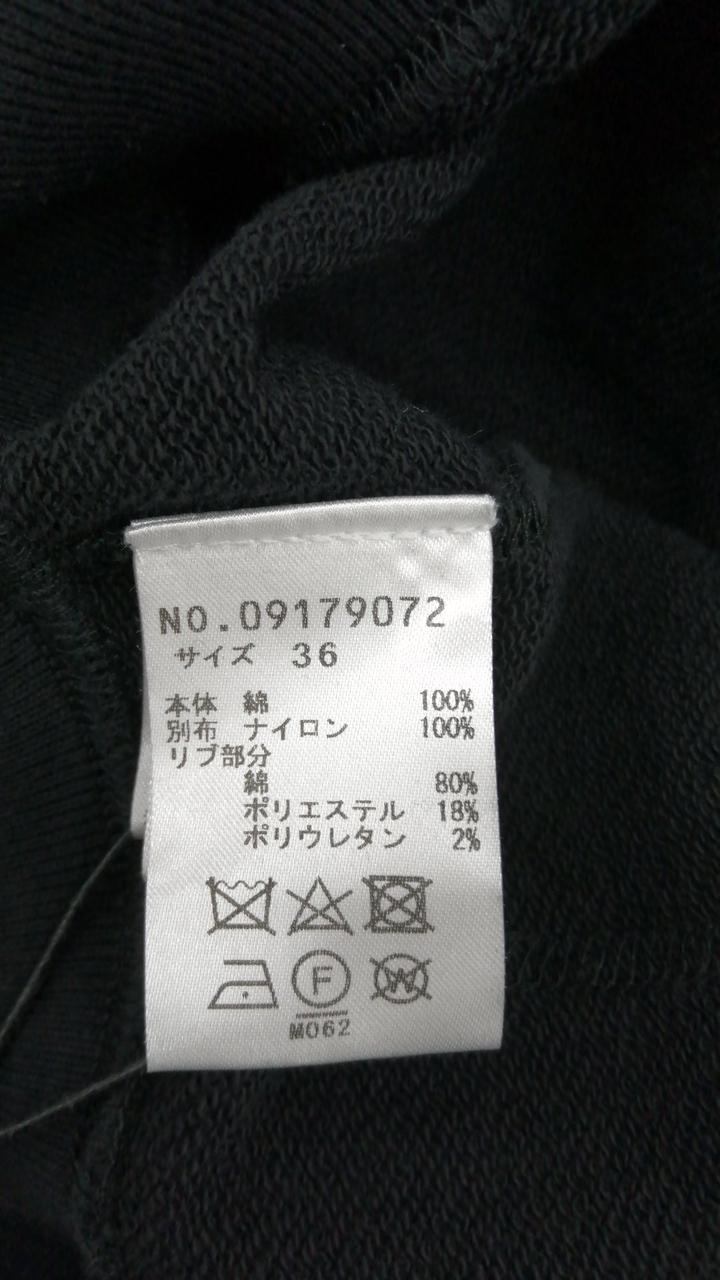 NO.09179072
サイズ 36
本体 綿 100%
別布 ナイロン 100%
リブ部分
綿 80%
ポリエステル 18%
ポリウレタン 2%
F
W
M062